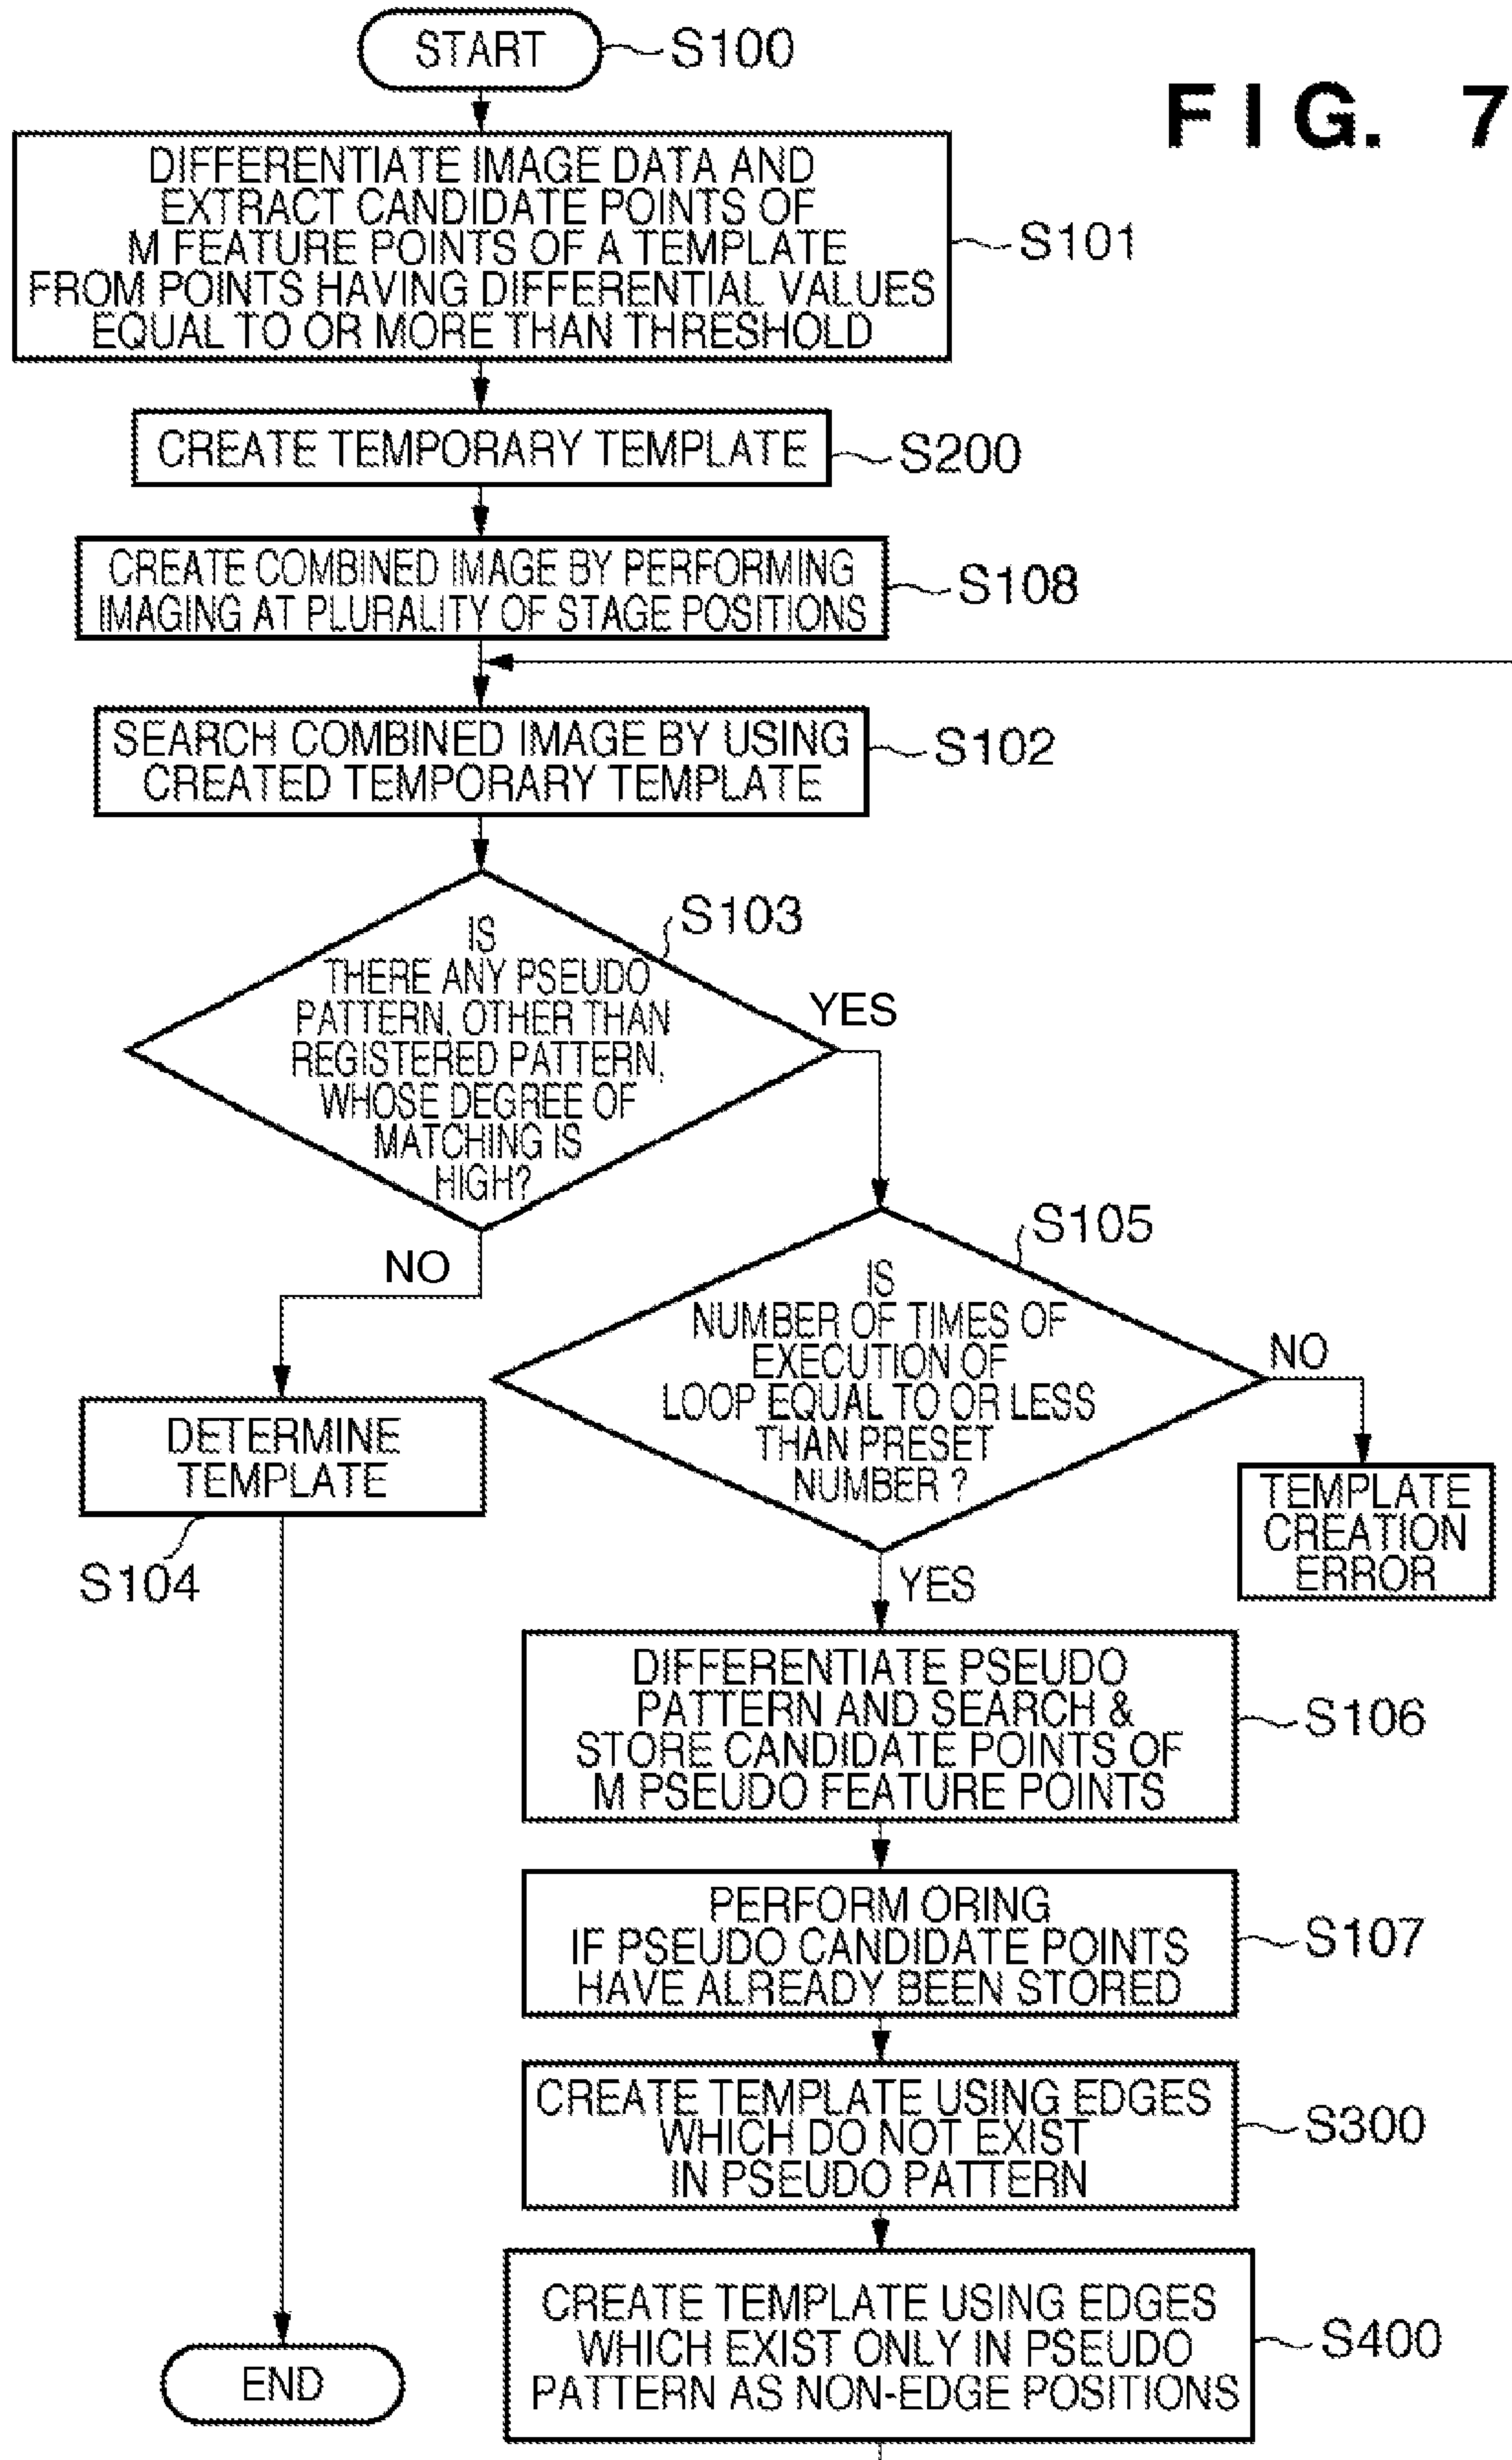 START
S100
FIG. 7
DIFFERENTIATE IMAGE DATA AND
EXTRACT CANDIDATE POINTS OF
M FEATURE POINTS OF A TEMPLATE
FROM POINTS HAVING DIFFERENTIAL VALUES
EQUAL TO OR MORE THAN THRESHOLD
S101
CREATE TEMPORARY TEMPLATE
S200
CREATE COMBINED IMAGE BY PERFORMING
IMAGING AT PLURALITY OF STAGE POSITIONS
S108
SEARCH COMBINED IMAGE BY USING
CREATED TEMPORARY TEMPLATE
S102
IS
THERE ANY PSEUDO
PATTERN, OTHER THAN
REGISTERED PATTERN,
WHOSE DEGREE OF
MATCHING IS
HIGH?
S103
YES
NO
DETERMINE
TEMPLATE
S104
IS
NUMBER OF TIMES OF
EXECUTION OF
LOOP EQUAL TO OR LESS
THAN PRESET
NUMBER ?
S105
NO
TEMPLATE
CREATION
ERROR
YES
DIFFERENTIATE PSEUDO
PATTERN AND SEARCH &
STORE CANDIDATE POINTS OF
M PSEUDO FEATURE POINTS
S106
PERFORM ORING
IF PSEUDO CANDIDATE POINTS
HAVE ALREADY BEEN STORED
S107
CREATE TEMPLATE USING EDGES
WHICH DO NOT EXIST
IN PSEUDO PATTERN
S300
CREATE TEMPLATE USING EDGES
WHICH EXIST ONLY IN PSEUDO
PATTERN AS NON-EDGE POSITIONS
S400
END